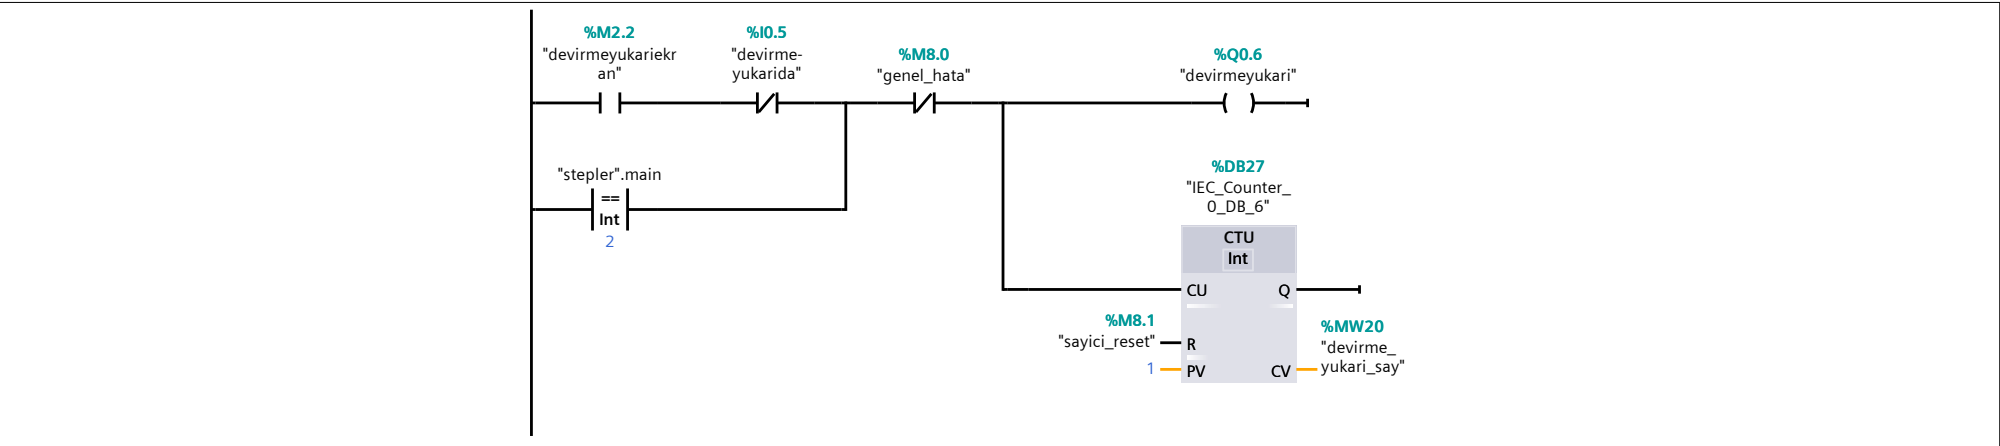 %M2.2
"devirmeyukariekr
an"
%I0.5
"devirme-
yukarida"
%M8.0
"genel_hata"
%Q0.6
"devirmeyukari"
"stepler".main
==
Int
2
%DB27
"IEC_Counter_
0_DB_6"
CTU
Int
CU
Q
%M8.1
"sayici_reset"
R
1
PV
CV
%MW20
"devirme_
yukari_say"